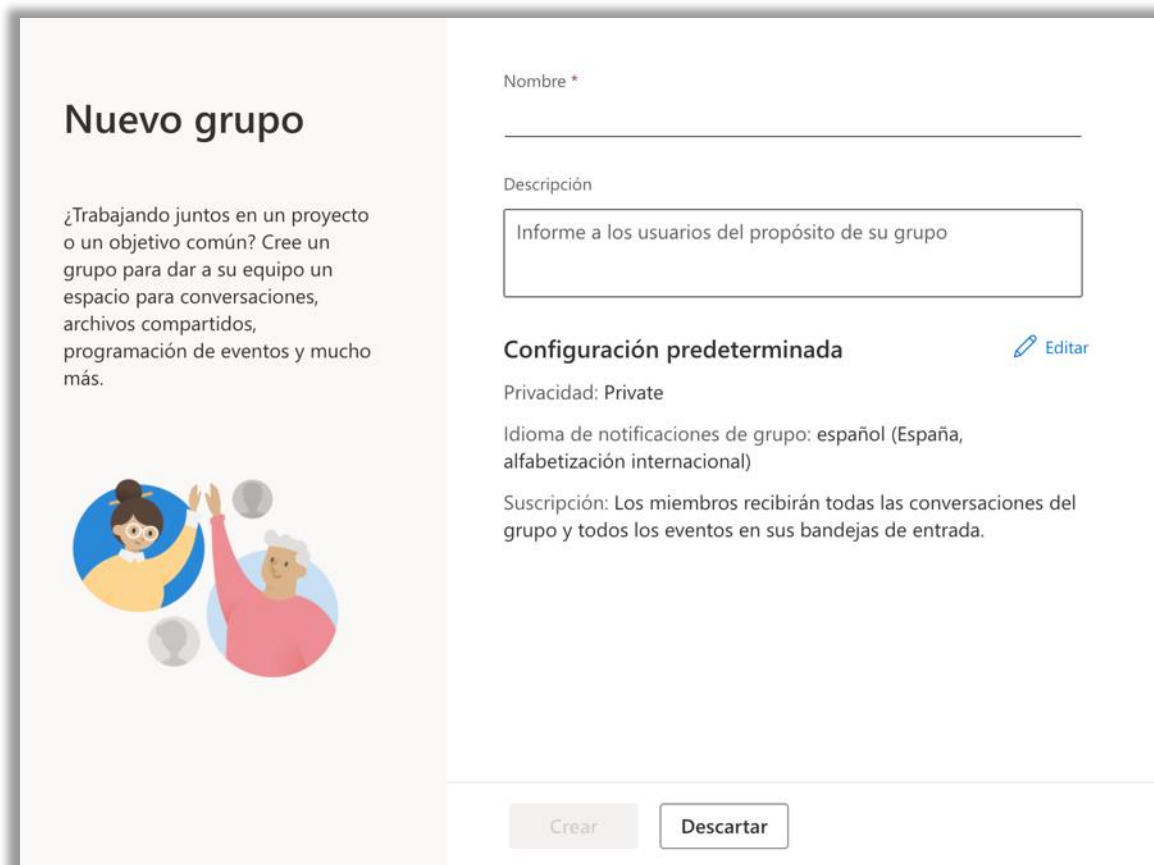 Nuevo grupo
¿Trabajando juntos en un proyecto
o un objetivo común? Cree un
grupo para dar a su equipo un
espacio para conversaciones,
archivos compartidos,
programación de eventos y mucho
más.
Nombre *
Descripción
Informe a los usuarios del propósito de su grupo
Configuración predeterminada
Editar
Privacidad: Private
Idioma de notificaciones de grupo: español (España,
alfabetización internacional)
Suscripción: Los miembros recibirán todas las conversaciones del
grupo y todos los eventos en sus bandejas de entrada.
Crear
Descartar